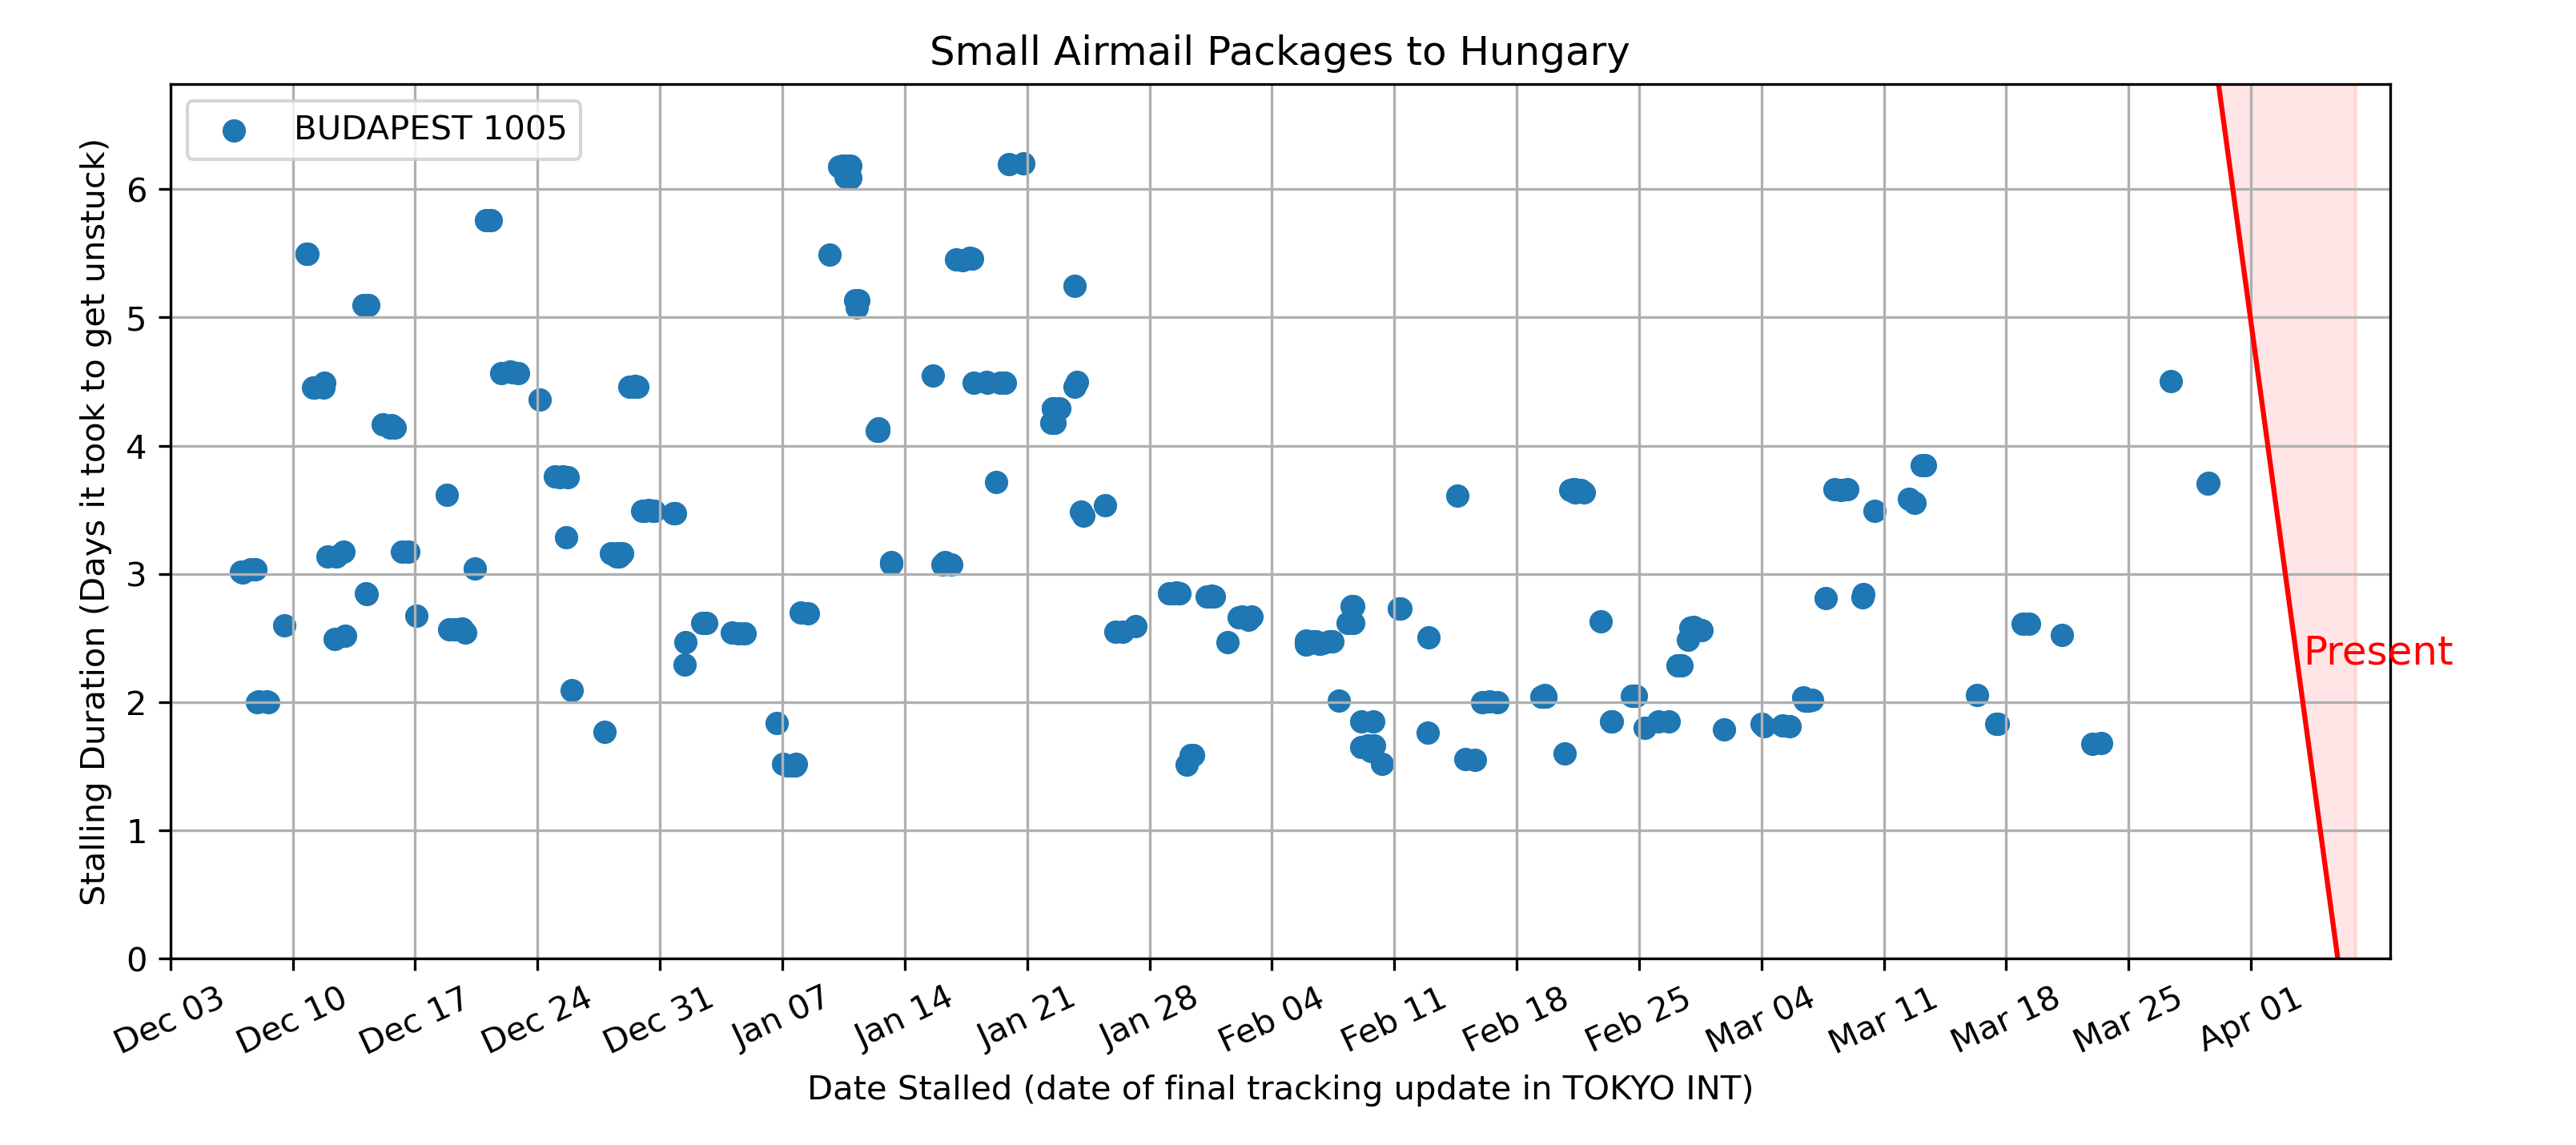 Small Airmail Packages to Hungary
BUDAPEST 1005
Stalling Duration (Days it took to get unstuck)
6
5
4
3
2
1
0
Present
Dec 03
Dec 10
Dec 17
Dec 24
Dec 31
Jan 07
Jan 14
Jan 21
Jan 28
Feb 04
Feb 11
Feb 18
Feb 25
Mar 04
Mar 11
Mar 18
Mar 25
Apr 01
Date Stalled (date of final tracking update in TOKYO INT)